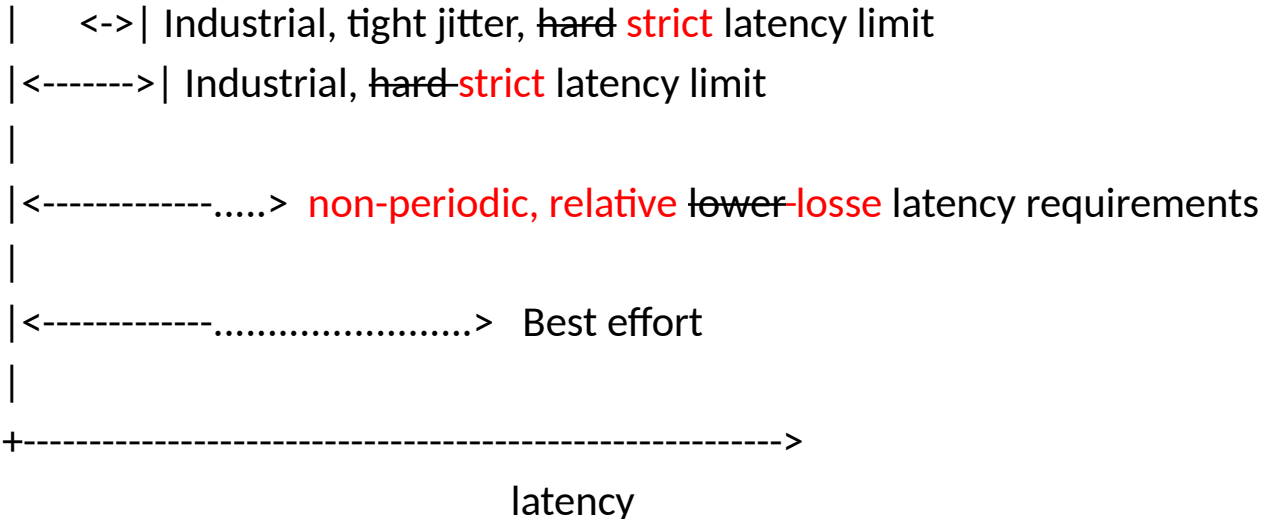 |      <->| Industrial, tight jitter, hard strict latency limit
|<------->| Industrial, hard strict latency limit
|
|<-------------.....>  non-periodic, relative lower losse latency requirements
|
|<-------------........................>   Best effort
|
+---------------------------------------------------------->
latency